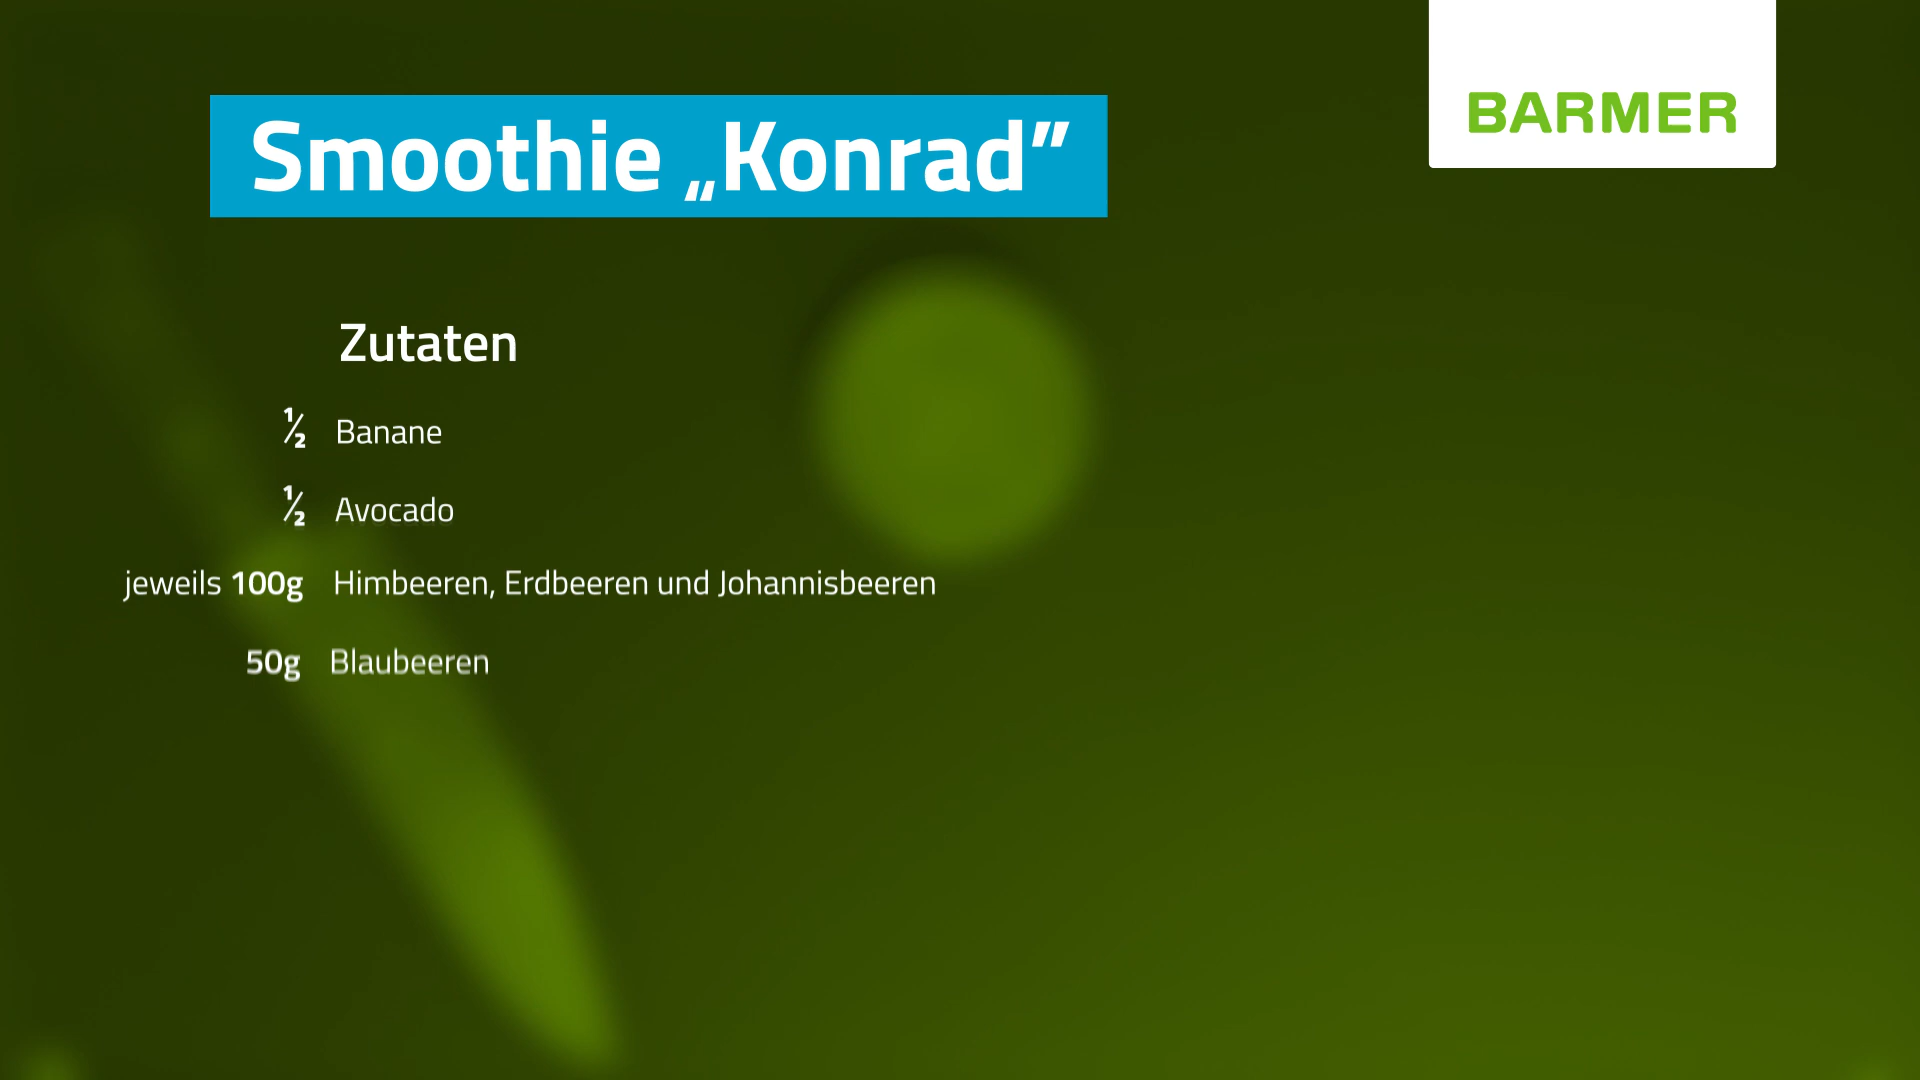 BARMER
Smoothie „Konrad”
Zutaten
½ Banane
½ Avocado
jeweils 100g Himbeeren, Erdbeeren und Johannisbeeren
50g Blaubeeren